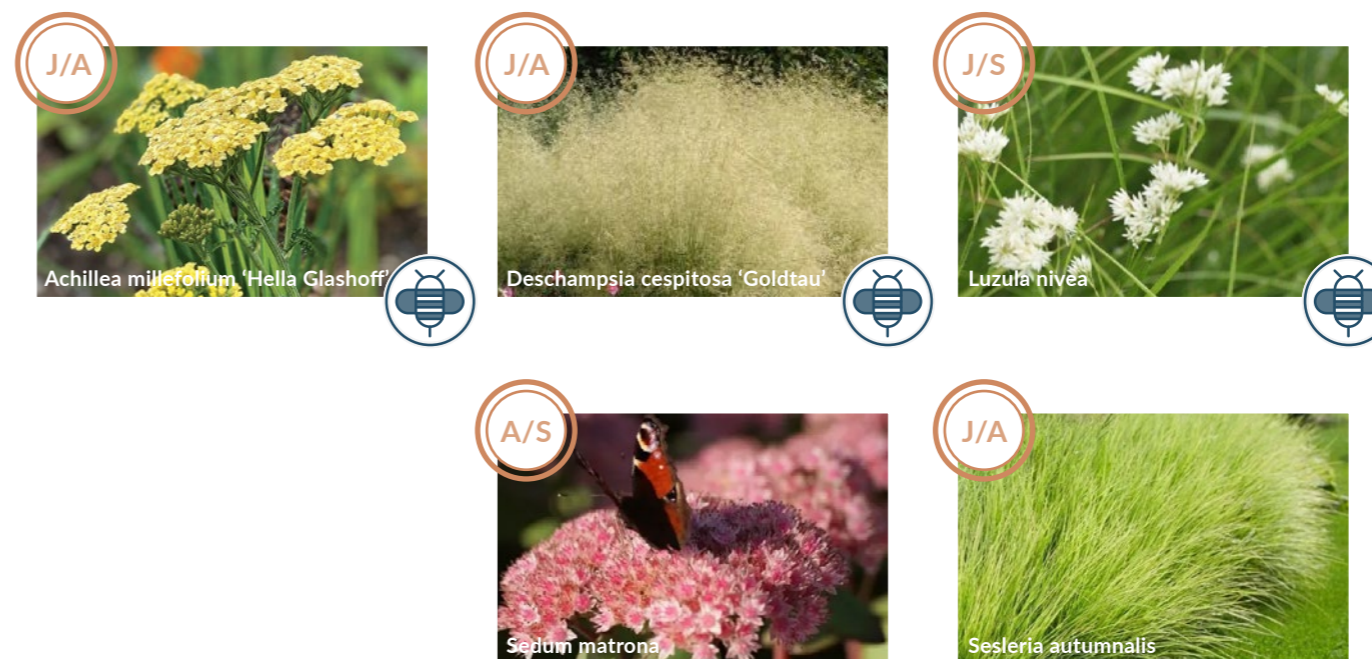 J/A
Achillea millefolium ‘Hella Glashoff’
J/A
Deschampsia cespitosa ‘Goldtau’
J/S
Luzula nivea
A/S
Sedum matrona
J/A
Sesleria autumnalis